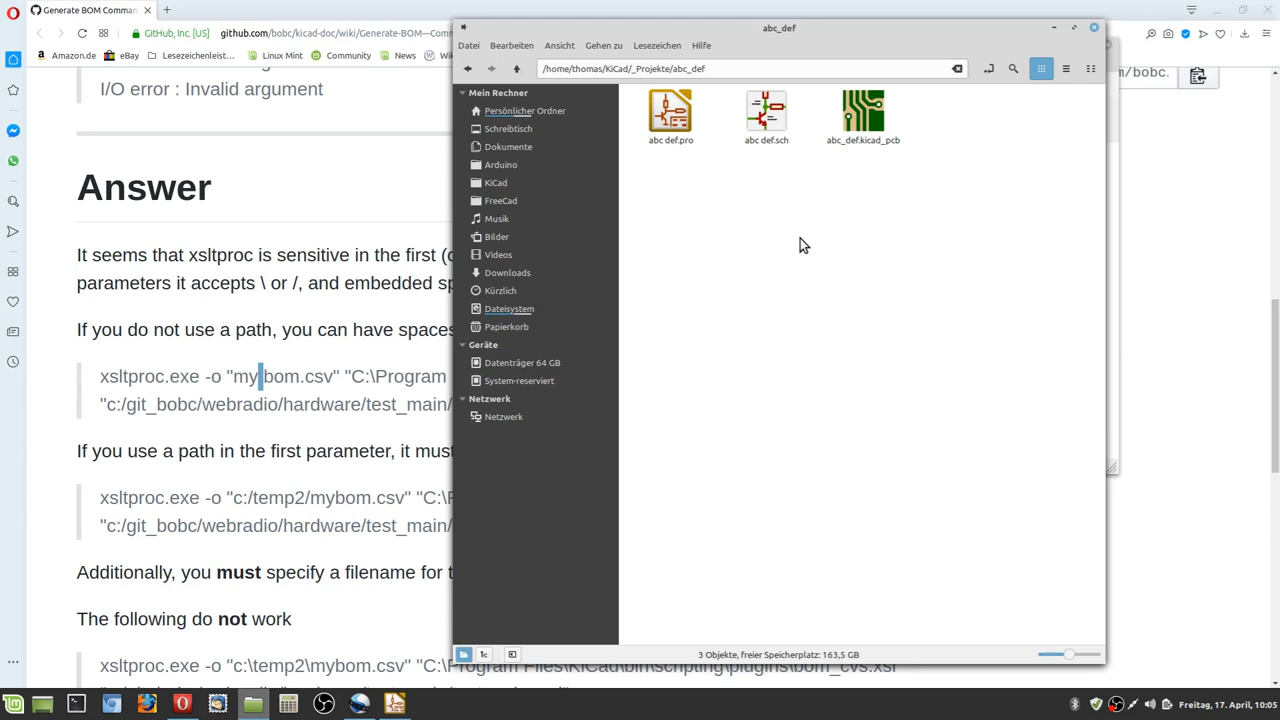 Generate BOM Comman
GitHub, Inc. [US]
github.com/bobc/kicad-doc/wiki/Generate-BOM—Comm
Amazon.de
eBay
Lesezeichenleist…
Linux Mint
Community
News
I/O error : Invalid argument
m/bobc.
Answer
It seems that xsltproc is sensitive in the first (
parameters it accepts \ or /, and embedded sp
If you do not use a path, you can have spaces
xsltproc.exe -o "my bom.csv" "C:\Program
"c:/git_bobc/webradio/hardware/test_main/
If you use a path in the first parameter, it must
xsltproc.exe -o "c:/temp2/mybom.csv" "C:\
"c:/git_bobc/webradio/hardware/test_main/
Additionally, you must specify a filename for
The following do not work
xsltproc.exe -o "c:\temp2\mybom.csv" "C:\Program Files\KiCad\bin\scripting\plugins\bom_cvs.xsl
abc_def
Datei Bearbeiten Ansicht Gehen zu Lesezeichen Hilfe
/home/thomas/KiCad/_Projekte/abc_def
Mein Rechner
Persönlicher Ordner
Schreibtisch
Dokumente
Arduino
KiCad
FreeCad
Musik
Bilder
Videos
Downloads
Kürzlich
Dateisystem
Papierkorb
Geräte
Datenträger 64 GB
System-reserviert
Netzwerk
Netzwerk
abc def.pro
abc def.sch
abc_def.kicad_pcb
3 Objekte, freier Speicherplatz: 163,5 GB
Freitag, 17. April, 10:05